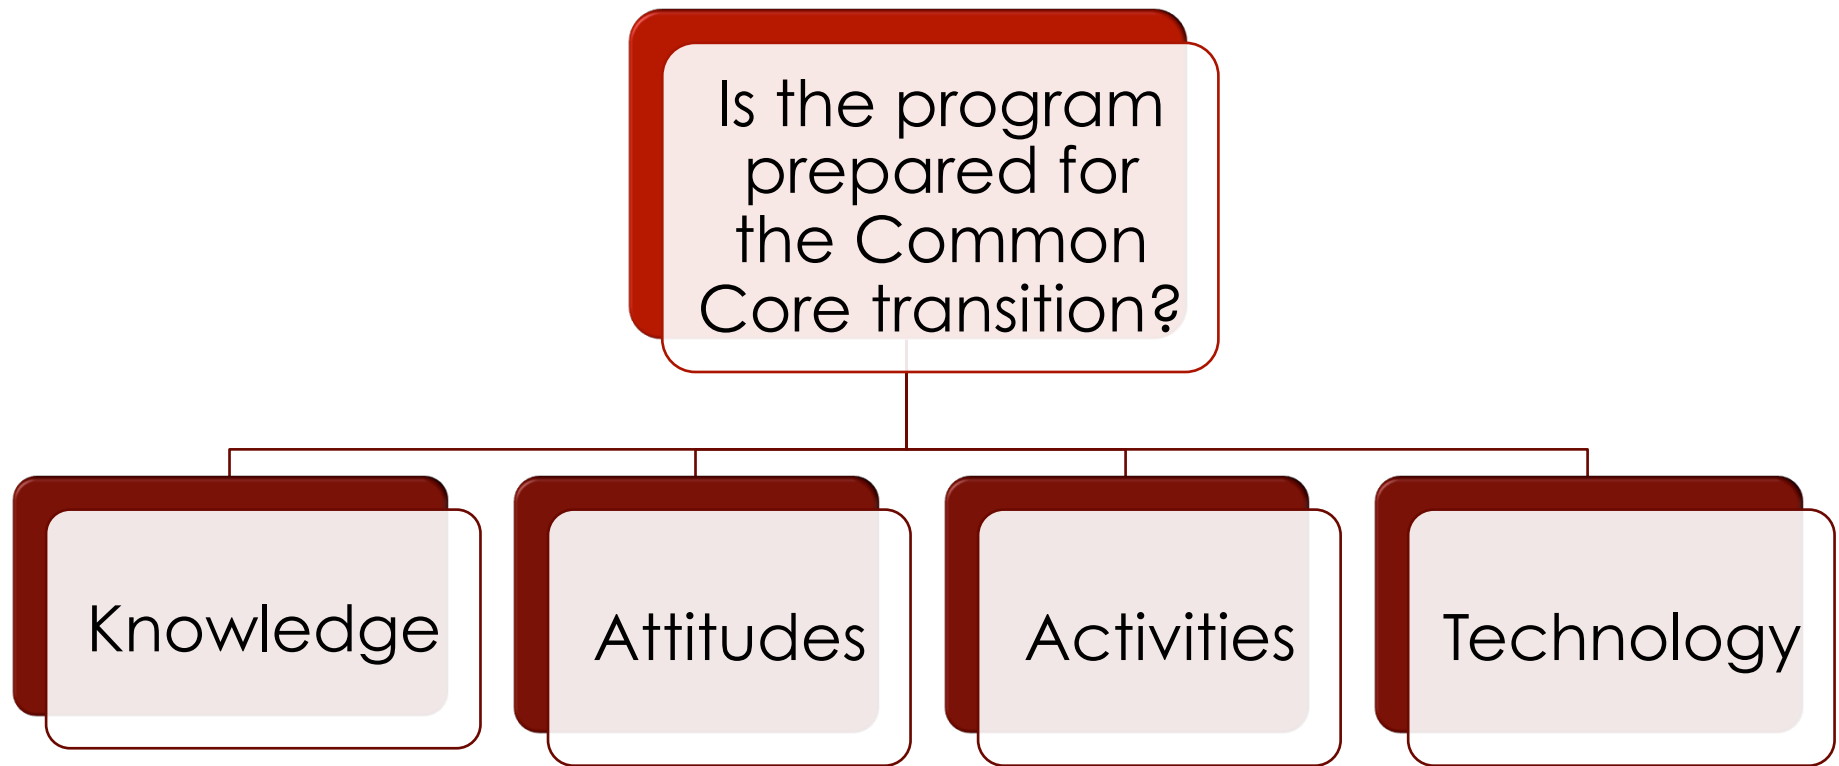 Is the program
prepared for
the Common
Core transition?
Knowledge
Attitudes
Activities
Technology